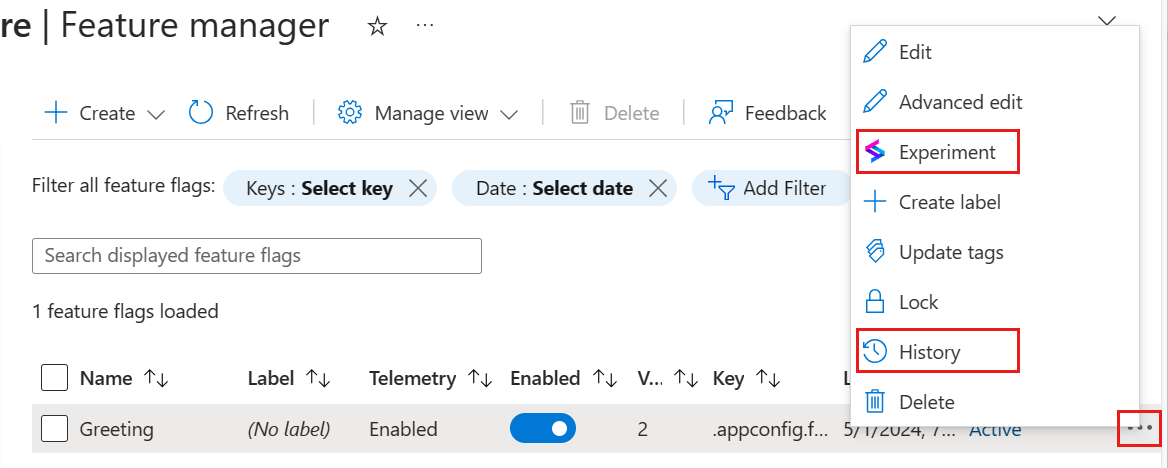 re | Feature manager
Create Refresh Manage view Delete Feedback
Filter all feature flags: Keys : Select key Date : Select date Add Filter
Search displayed feature flags
1 feature flags loaded
Name Label Telemetry Enabled V... Key L
Greeting (No label) Enabled 2 .appconfig.f... 5/1/2024, 7... Active
Edit
Advanced edit
Experiment
Create label
Update tags
Lock
History
Delete